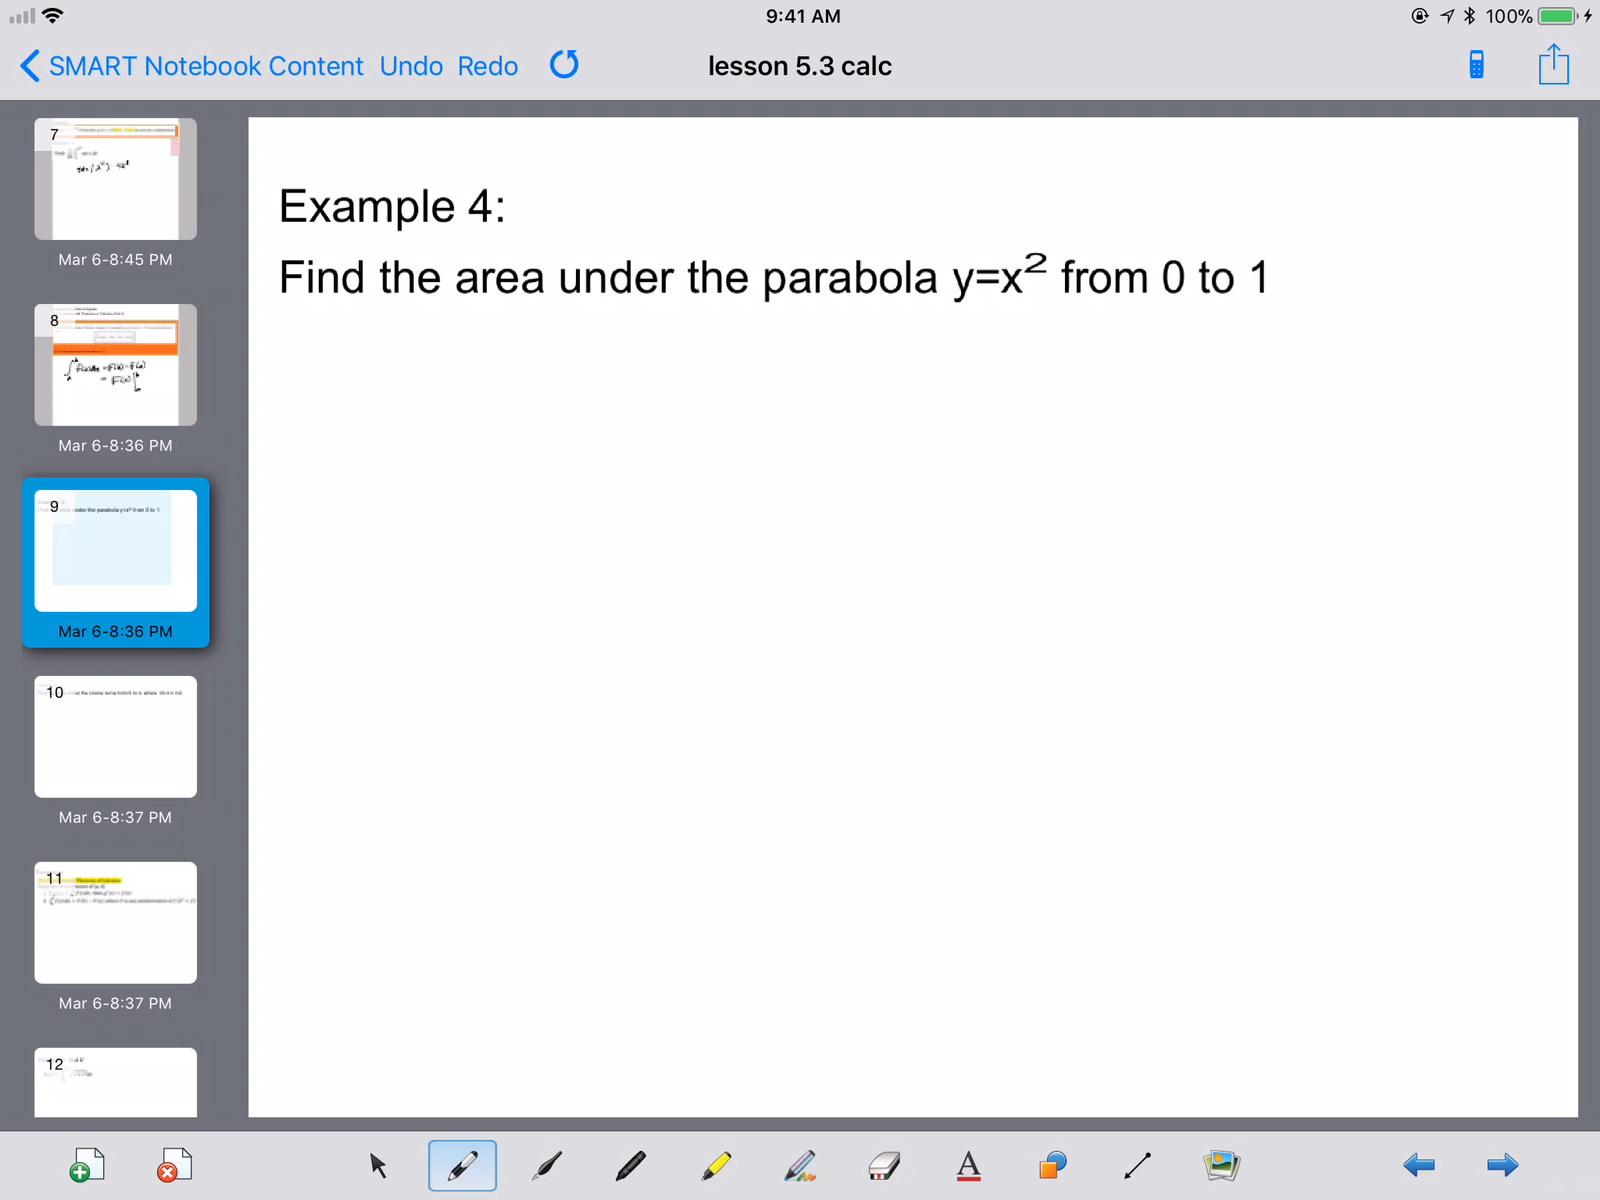 9:41 AM
100%
SMART Notebook Content Undo Redo
lesson 5.3 calc
7
Mar 6-8:45 PM
8
Mar 6-8:36 PM
9
Mar 6-8:36 PM
10
Mar 6-8:37 PM
11
Mar 6-8:37 PM
12
Example 4:
Find the area under the parabola y=x² from 0 to 1
A